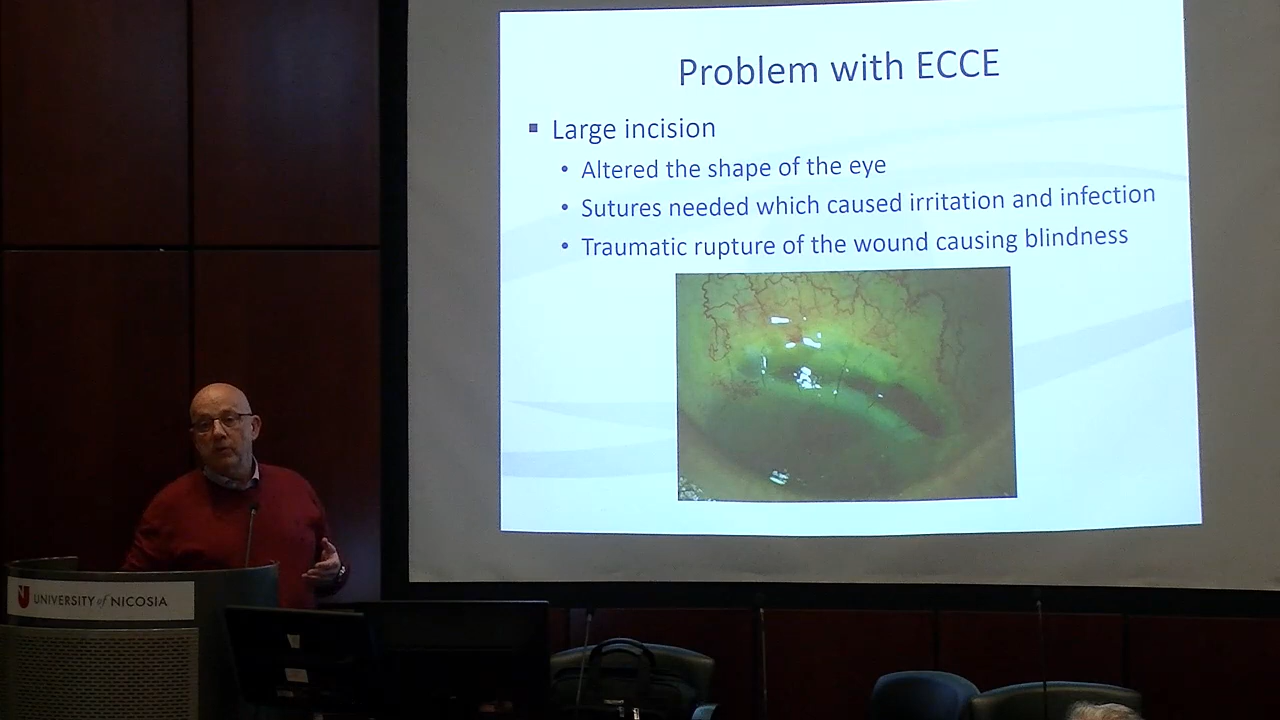 Problem with ECCE
Large incision
Altered the shape of the eye
Sutures needed which caused irritation and infection
Traumatic rupture of the wound causing blindness
UNIVERSITY of NICOSIA